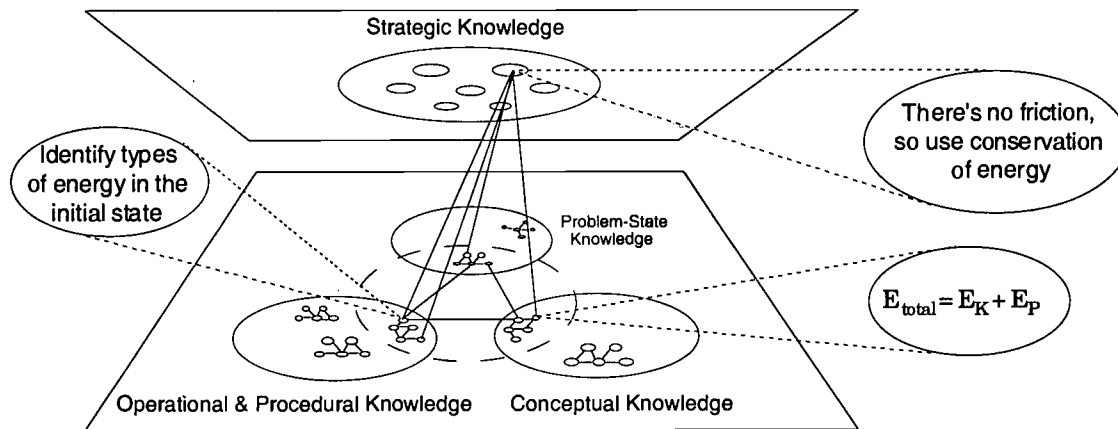 Strategic Knowledge
There's no friction,
so use conservation
of energy
Identify types
of energy in the
initial state
Problem-State
Knowledge
E_total = E_K + E_P
Operational & Procedural Knowledge
Conceptual Knowledge